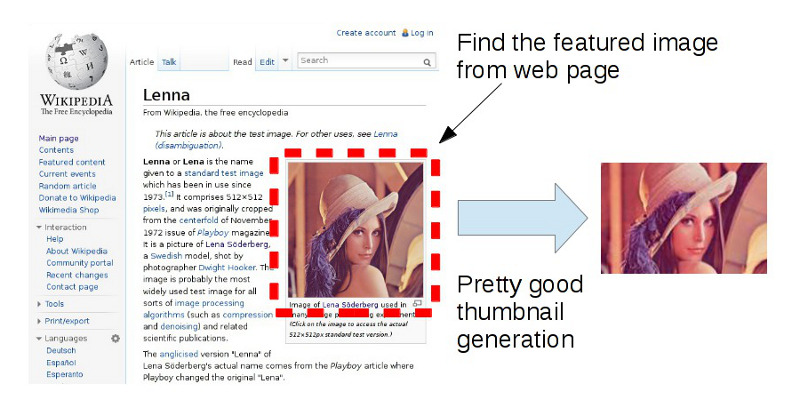 Create account Log in
WIKIPEDIA
The Free Encyclopedia
Article Talk Read Edit Search
Main page
Contents
Featured content
Current events
Random article
Donate to Wikipedia
Wikimedia Shop
Interaction
Help
About Wikipedia
Community portal
Recent changes
Contact page
Tools
Print/export
Languages
Deutsch
Español
Esperanto
Lenna
From Wikipedia, the free encyclopedia
This article is about the test image. For other uses, see Lenna
(disambiguation).
Lenna or Lena is the name
given to a standard test image
which has been in use since
1973.[1] It comprises 512×512
pixels, and was originally cropped
from the centerfold of November
1972 issue of Playboy magazine
It is a picture of Lena Söderberg,
a Swedish model, shot by
photographer Dwight Hooker. The
image is probably the most
widely used test image for all
sorts of image processing
algorithms (such as compression
and denoising) and related
scientific publications.
The anglicised version "Lenna" of
Lena Söderberg's actual name comes from the Playboy article where
Playboy changed the original "Lena".
Image of Lena Söderberg used in
many image processing
(Click on the image to access the actual
512×512px standard test version.)
Find the featured image
from web page
Pretty good
thumbnail
generation